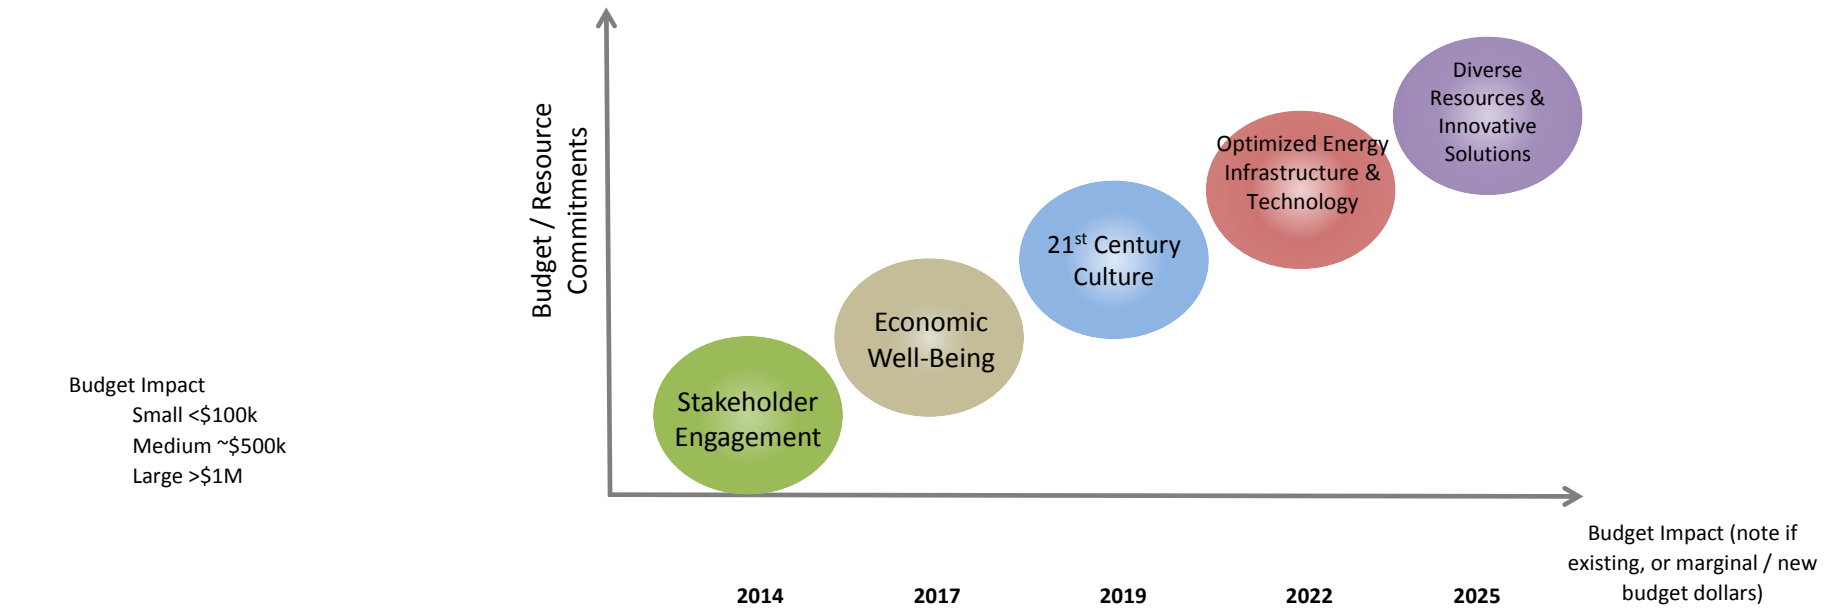 Budget / Resource
Commitments
Diverse
Resources &
Innovative
Solutions
Optimized Energy
Infrastructure &
Technology
21st Century
Culture
Economic
Well-Being
Stakeholder
Engagement
Budget Impact
Small <$100k
Medium ~$500k
Large >$1M
Budget Impact (note if
existing, or marginal / new
budget dollars)
2014 2017 2019 2022 2025